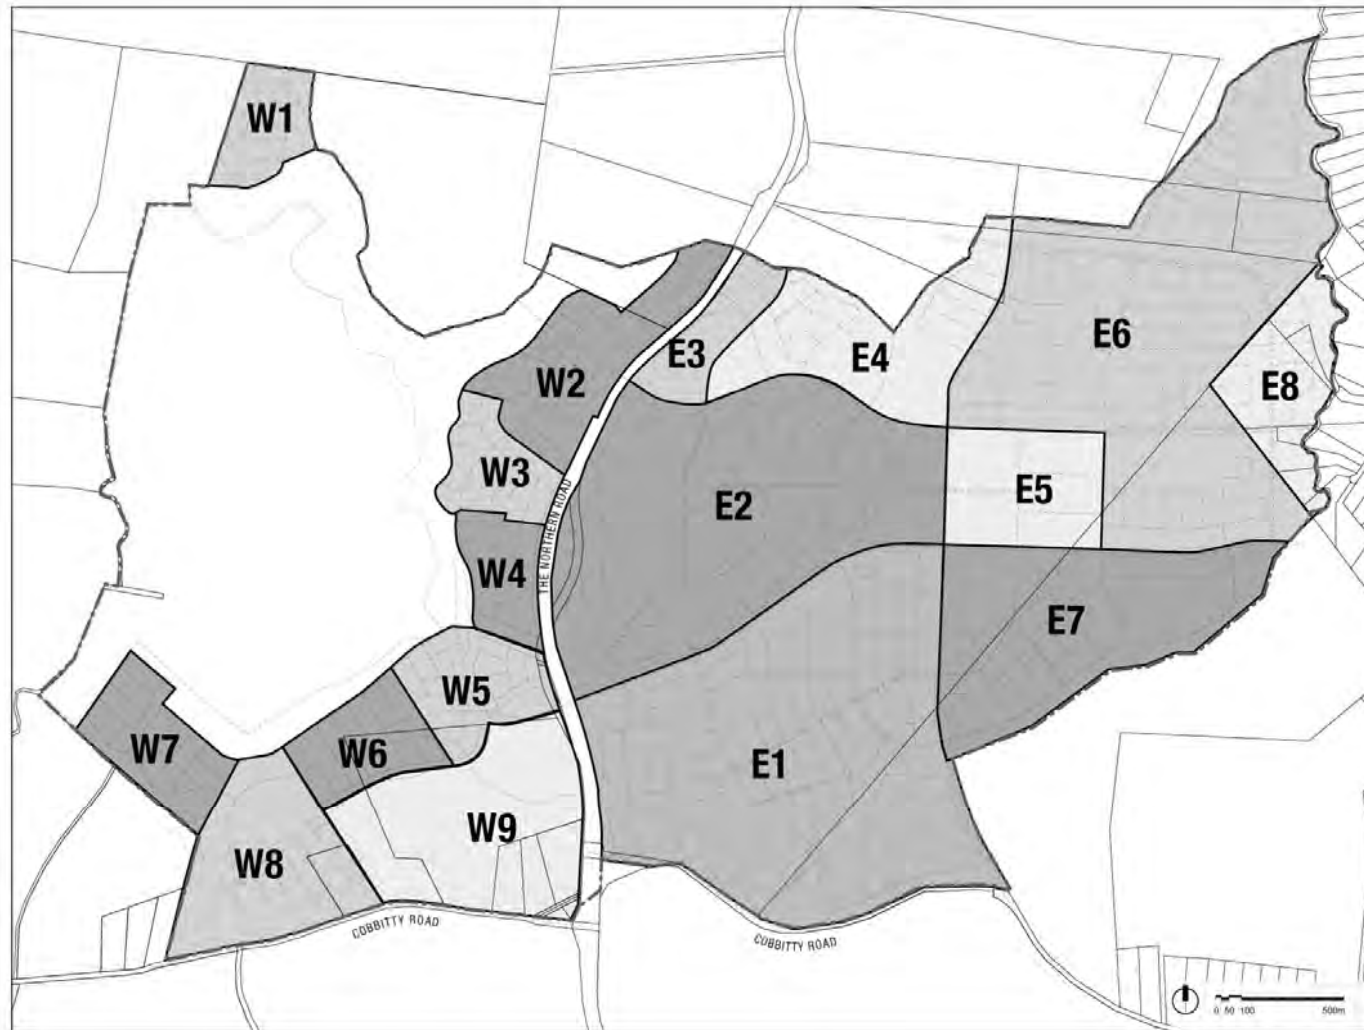 W1
W2
E3
E4
E6
E8
W3
E2
E5
THE NORTHERN ROAD
W4
E7
W5
W7
W6
E1
W9
W8
COBBITTY ROAD
COBBITTY ROAD
0 50 100 500m